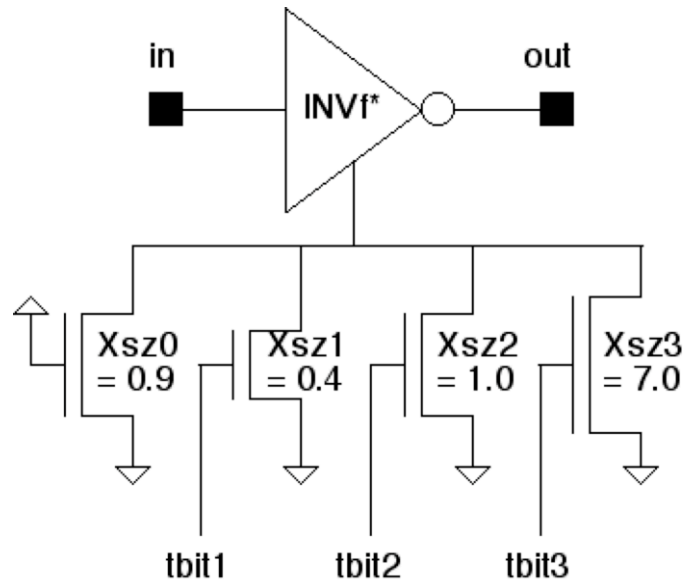 in
out
INVf*
Xsz0
= 0.9
Xsz1
= 0.4
Xsz2
= 1.0
Xsz3
= 7.0
tbit1
tbit2
tbit3